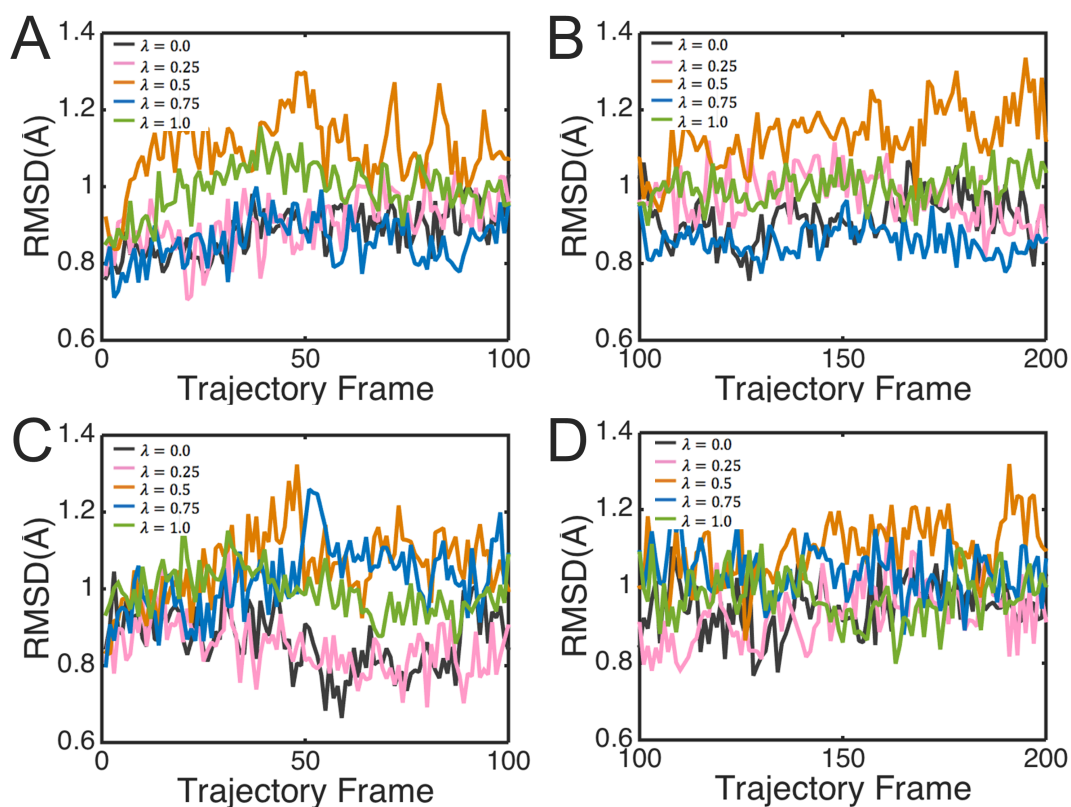 A
1.4
1.2
1
0.8
0.6
RMSD(Å)
λ = 0.0
λ = 0.25
λ = 0.5
λ = 0.75
λ = 1.0
0 50 100
Trajectory Frame
B
1.4
1.2
1
0.8
0.6
RMSD(Å)
λ = 0.0
λ = 0.25
λ = 0.5
λ = 0.75
λ = 1.0
100 150 200
Trajectory Frame
C
1.4
1.2
1
0.8
0.6
RMSD(Å)
λ = 0.0
λ = 0.25
λ = 0.5
λ = 0.75
λ = 1.0
0 50 100
Trajectory Frame
D
1.4
1.2
1
0.8
0.6
RMSD(Å)
λ = 0.0
λ = 0.25
λ = 0.5
λ = 0.75
λ = 1.0
100 150 200
Trajectory Frame